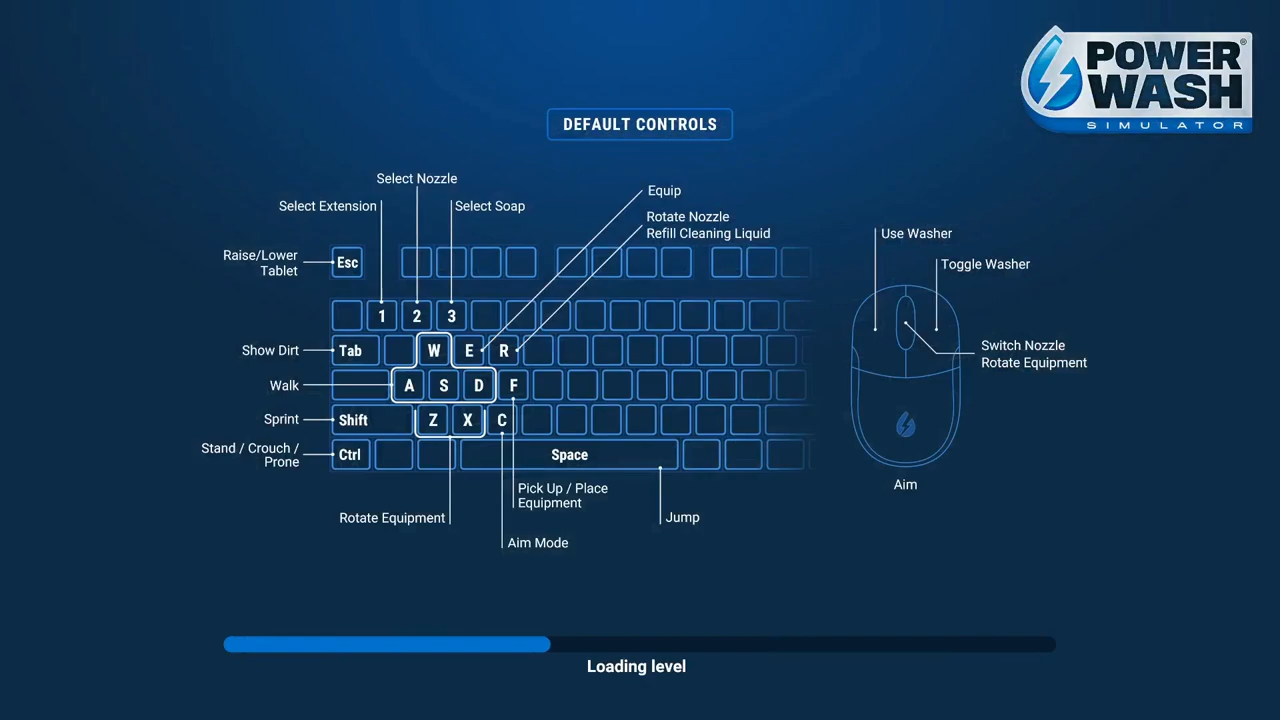 POWER
WASH
SIMULATOR
®
DEFAULT CONTROLS
Select Nozzle
Select Extension
Select Soap
Equip
Rotate Nozzle
Refill Cleaning Liquid
Raise/Lower
Tablet
Esc
1 2 3
Show Dirt
Tab W E R
Walk
A S D F
Sprint
Shift Z X C
Stand / Crouch /
Prone
Ctrl Space
Rotate Equipment
Pick Up / Place
Equipment
Aim Mode
Jump
Use Washer
Toggle Washer
Switch Nozzle
Rotate Equipment
Aim
Loading level